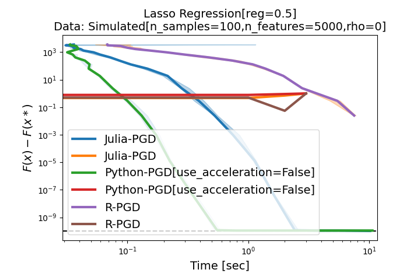 Lasso Regression[reg=0.5]
Data: Simulated[n_samples=100,n_features=5000,rho=0]
F(x) − F(x*)
10³
10¹
10⁻¹
10⁻³
10⁻⁵
10⁻⁷
10⁻⁹
Julia-PGD
Julia-PGD
Python-PGD[use_acceleration=False]
Python-PGD[use_acceleration=False]
R-PGD
R-PGD
10⁻¹ 10⁰ 10¹
Time [sec]